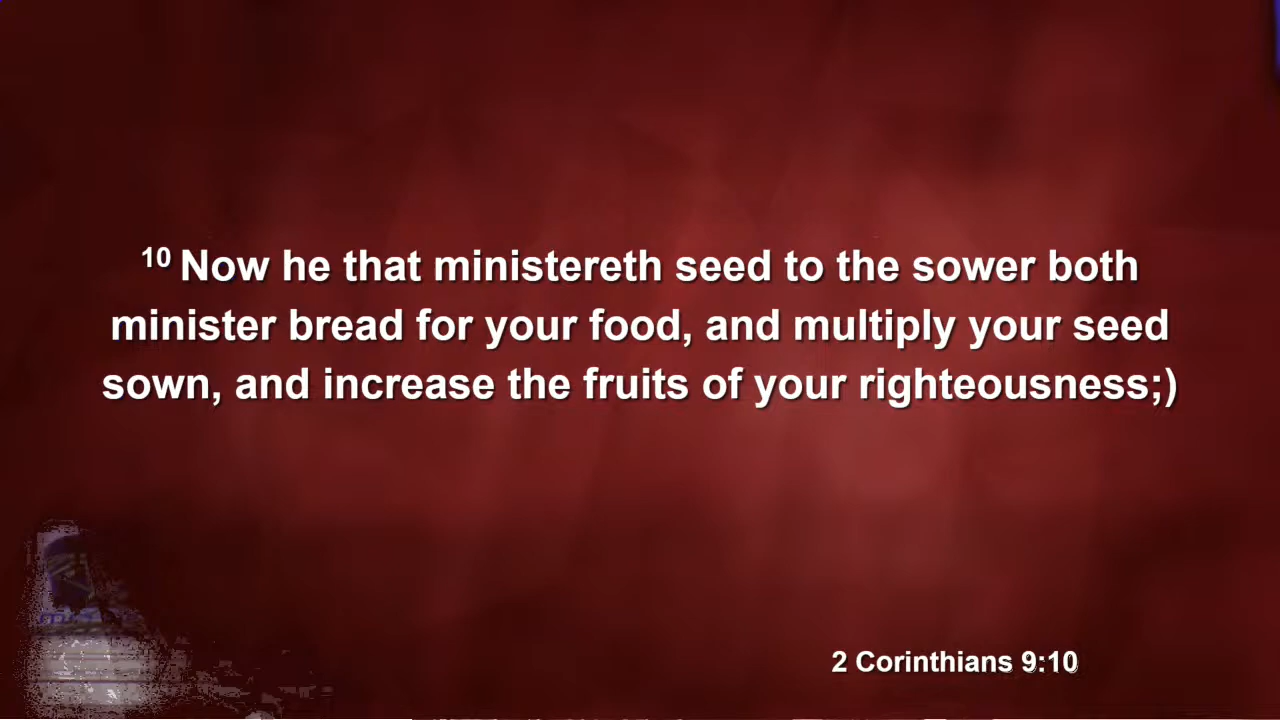 10 Now he that ministereth seed to the sower both
minister bread for your food, and multiply your seed
sown, and increase the fruits of your righteousness;)
2 Corinthians 9:10